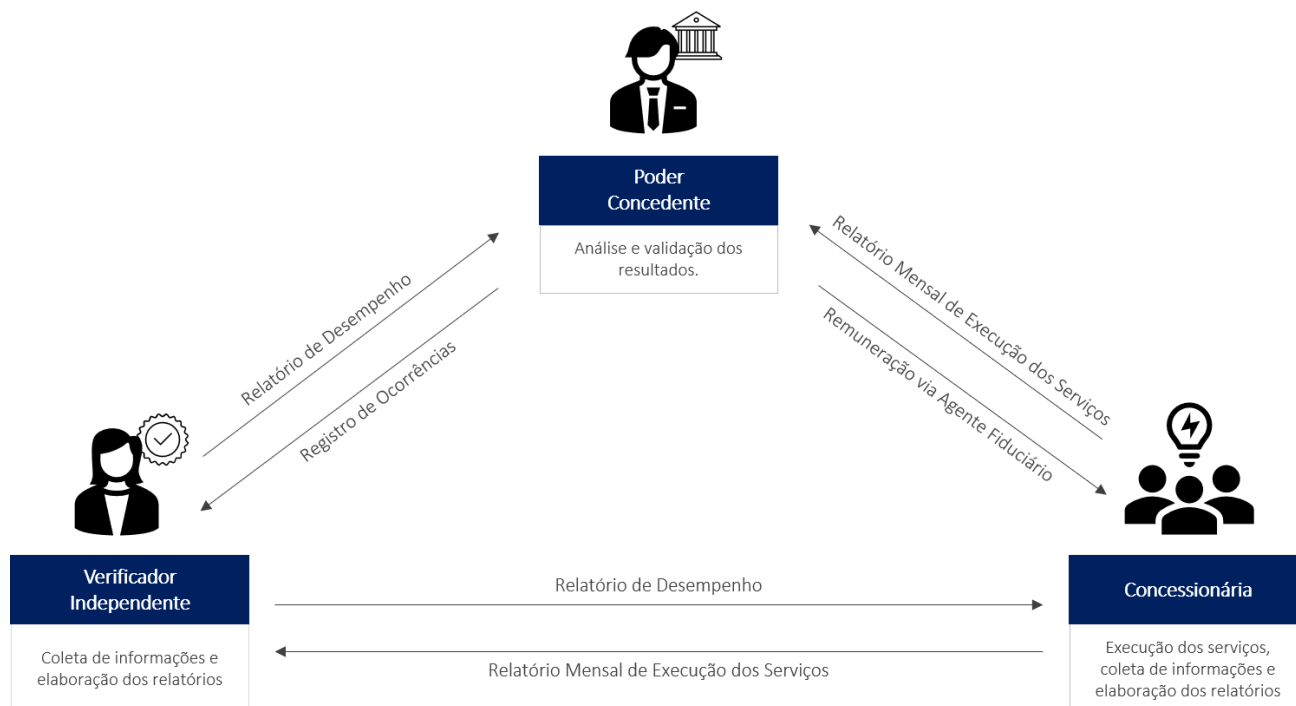 Poder
Concedente
Análise e validação dos
resultados.
Relatório de Desempenho
Registro de Ocorrências
Relatório Mensal de Execução dos Serviços
Remuneração via Agente Fiduciário
Verificador
Independente
Coleta de informações e
elaboração dos relatórios
Relatório de Desempenho
Relatório Mensal de Execução dos Serviços
Concessionária
Execução dos serviços,
coleta de informações e
elaboração dos relatórios